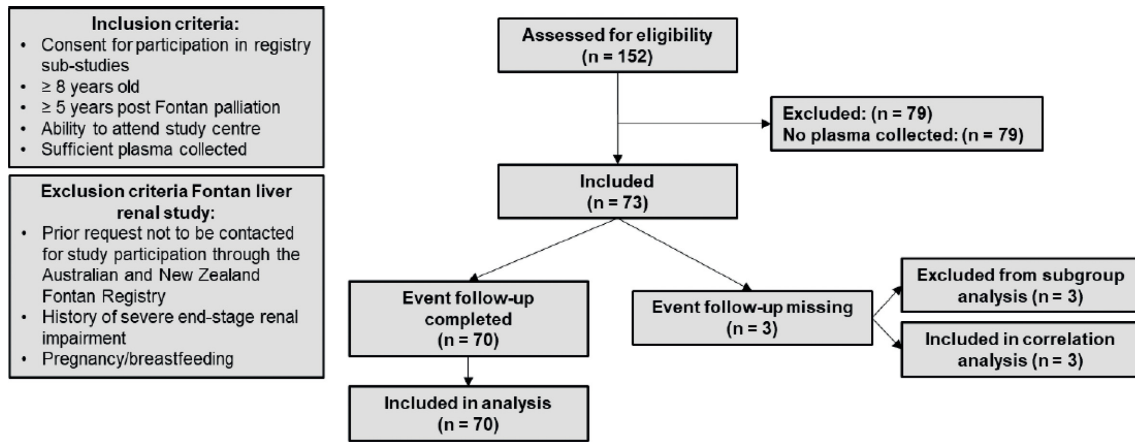 Inclusion criteria:
• Consent for participation in registry
sub-studies
• ≥ 8 years old
• ≥ 5 years post Fontan palliation
• Ability to attend study centre
• Sufficient plasma collected
Exclusion criteria Fontan liver
renal study:
• Prior request not to be contacted
for study participation through the
Australian and New Zealand
Fontan Registry
• History of severe end-stage renal
impairment
• Pregnancy/breastfeeding
Assessed for eligibility
(n = 152)
Excluded: (n = 79)
No plasma collected: (n = 79)
Included
(n = 73)
Event follow-up
completed
(n = 70)
Event follow-up missing
(n = 3)
Excluded from subgroup
analysis (n = 3)
Included in correlation
analysis (n = 3)
Included in analysis
(n = 70)